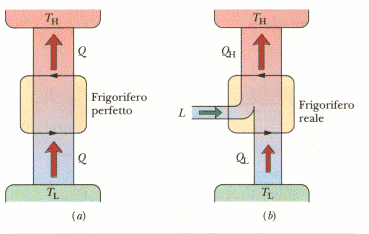 T_H
Q
Frigorifero
perfetto
Q
T_L
(a)
T_H
Q_H
L
Frigorifero
reale
Q_L
T_L
(b)